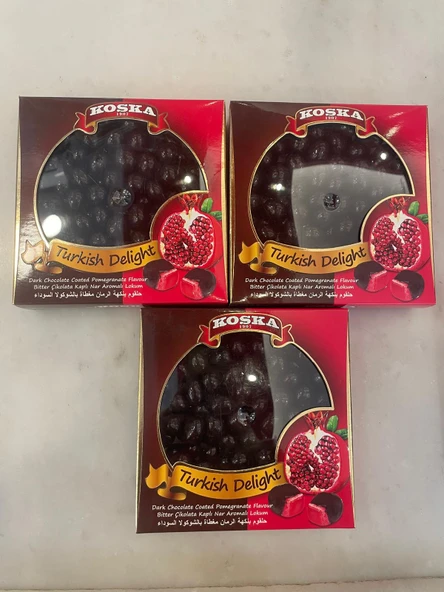 KOSKA
1907
Turkish Delight
Dark Chocolate Coated Pomegranate Flavour
Bitter Çikolata Kaplı Nar Aromalı Lokum
حلقوم بنكهة الرمان مغطاة بالشوكولا السوداء
KOSKA
1907
Turkish Delight
Dark Chocolate Coated Pomegranate Flavour
Bitter Çikolata Kaplı Nar Aromalı Lokum
حلقوم بنكهة الرمان مغطاة بالشوكولا السوداء
KOSKA
1907
Turkish Delight
Dark Chocolate Coated Pomegranate Flavour
Bitter Çikolata Kaplı Nar Aromalı Lokum
حلقوم بنكهة الرمان مغطاة بالشوكولا السوداء